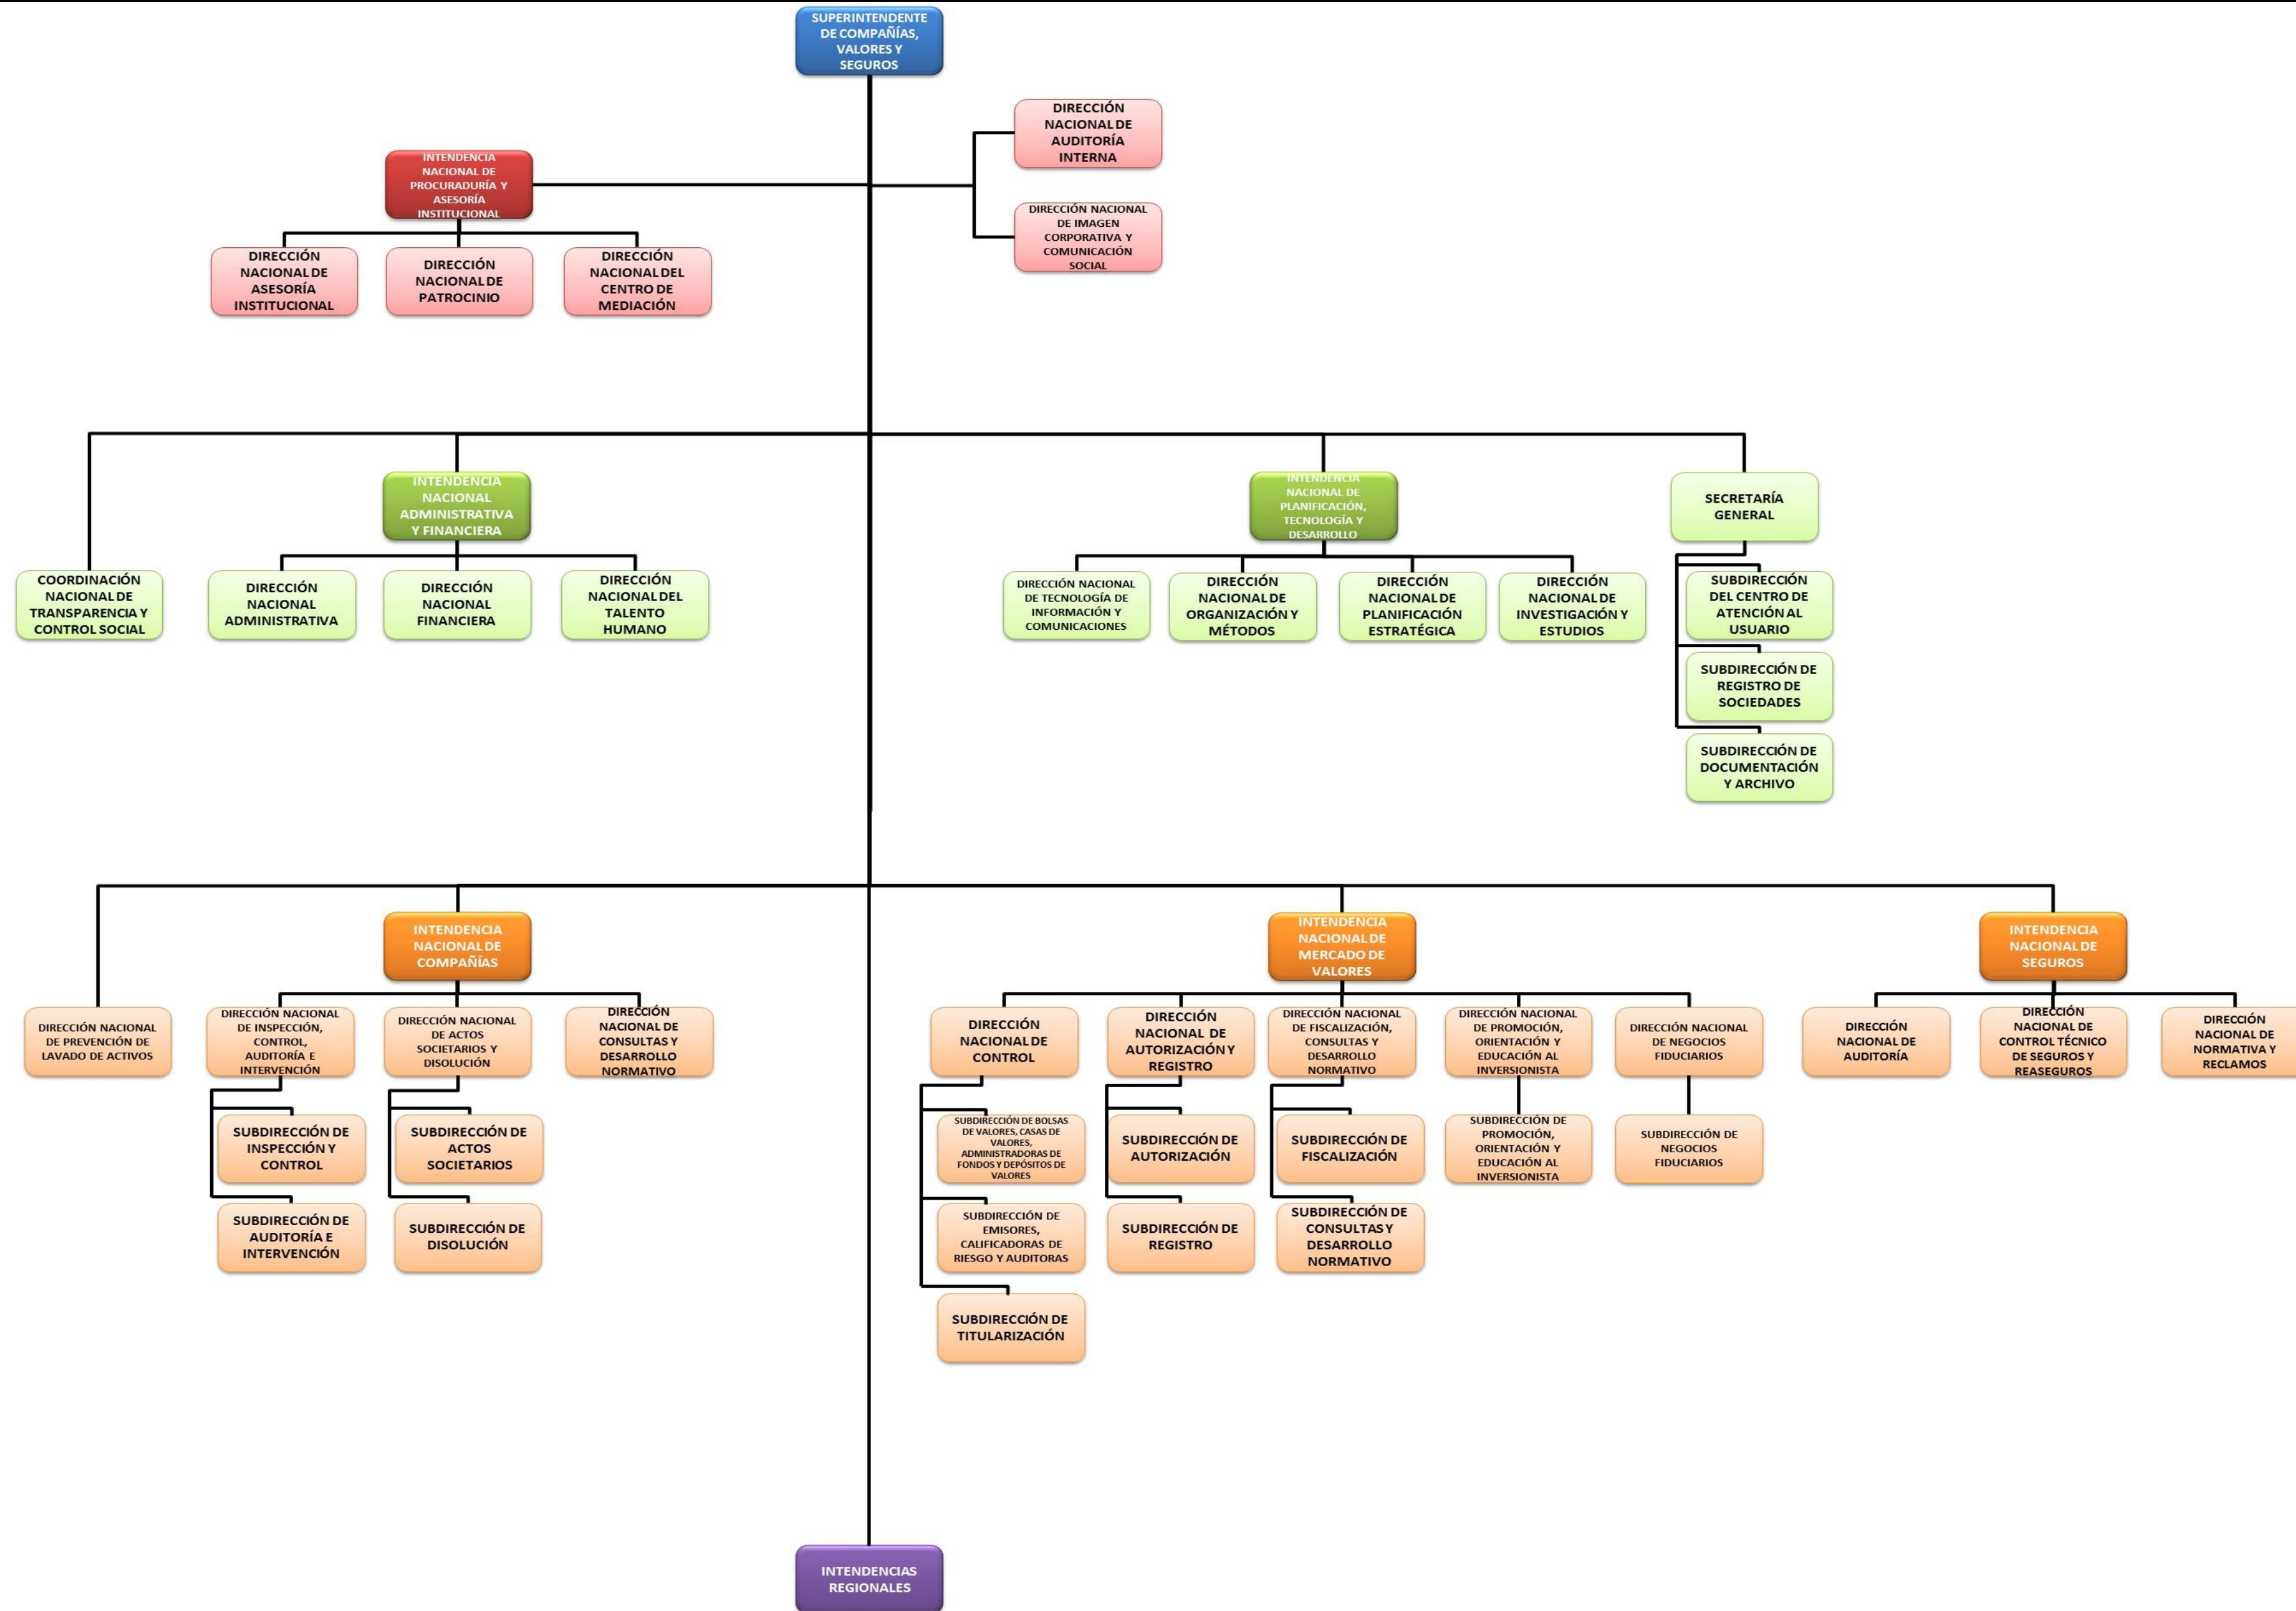 SUPERINTENDENTE
DE COMPAÑÍAS,
VALORES Y
SEGUROS
DIRECCIÓN
NACIONAL DE
AUDITORÍA
INTERNA
INTENDENCIA
NACIONAL DE
PROCURADURÍA Y
ASESORÍA
INSTITUCIONAL
DIRECCIÓN NACIONAL
DE IMAGEN
CORPORATIVA Y
COMUNICACIÓN
SOCIAL
DIRECCIÓN
NACIONAL DE
ASESORÍA
INSTITUCIONAL
DIRECCIÓN
NACIONAL DE
PATROCINIO
DIRECCIÓN
NACIONAL DEL
CENTRO DE
MEDIACIÓN
INTENDENCIA
NACIONAL
ADMINISTRATIVA
Y FINANCIERA
INTENDENCIA
NACIONAL DE
PLANIFICACIÓN,
TECNOLOGÍA Y
DESARROLLO
SECRETARÍA
GENERAL
COORDINACIÓN
NACIONAL DE
TRANSPARENCIA Y
CONTROL SOCIAL
DIRECCIÓN
NACIONAL
ADMINISTRATIVA
DIRECCIÓN
NACIONAL
FINANCIERA
DIRECCIÓN
NACIONAL DEL
TALENTO
HUMANO
DIRECCIÓN NACIONAL
DE TECNOLOGÍA DE
INFORMACIÓN Y
COMUNICACIONES
DIRECCIÓN
NACIONAL DE
ORGANIZACIÓN Y
MÉTODOS
DIRECCIÓN
NACIONAL DE
PLANIFICACIÓN
ESTRATÉGICA
DIRECCIÓN
NACIONAL DE
INVESTIGACIÓN Y
ESTUDIOS
SUBDIRECCIÓN
DEL CENTRO DE
ATENCIÓN AL
USUARIO
SUBDIRECCIÓN DE
REGISTRO DE
SOCIEDADES
SUBDIRECCIÓN DE
DOCUMENTACIÓN
Y ARCHIVO
INTENDENCIA
NACIONAL DE
COMPAÑÍAS
INTENDENCIA
NACIONAL DE
MERCADO DE
VALORES
INTENDENCIA
NACIONAL DE
SEGUROS
DIRECCIÓN NACIONAL
DE PREVENCIÓN DE
LAVADO DE ACTIVOS
DIRECCIÓN NACIONAL
DE INSPECCIÓN,
CONTROL,
AUDITORÍA E
INTERVENCIÓN
DIRECCIÓN NACIONAL
DE ACTOS
SOCIETARIOS Y
DISOLUCIÓN
DIRECCIÓN
NACIONAL DE
CONSULTAS Y
DESARROLLO
NORMATIVO
DIRECCIÓN
NACIONAL DE
CONTROL
DIRECCIÓN
NACIONAL DE
AUTORIZACIÓN Y
REGISTRO
DIRECCIÓN NACIONAL
DE FISCALIZACIÓN,
CONSULTAS Y
DESARROLLO
NORMATIVO
DIRECCIÓN NACIONAL
DE PROMOCIÓN,
ORIENTACIÓN Y
EDUCACIÓN AL
INVERSIONISTA
DIRECCIÓN NACIONAL
DE NEGOCIOS
FIDUCIARIOS
DIRECCIÓN
NACIONAL DE
AUDITORÍA
DIRECCIÓN
NACIONAL DE
CONTROL TÉCNICO
DE SEGUROS Y
REASEGUROS
DIRECCIÓN
NACIONAL DE
NORMATIVA Y
RECLAMOS
SUBDIRECCIÓN DE
INSPECCIÓN Y
CONTROL
SUBDIRECCIÓN DE
ACTOS
SOCIETARIOS
SUBDIRECCIÓN DE BOLSAS
DE VALORES, CASAS DE
VALORES,
ADMINISTRADORAS DE
FONDOS Y DEPÓSITOS DE
VALORES
SUBDIRECCIÓN DE
AUTORIZACIÓN
SUBDIRECCIÓN DE
FISCALIZACIÓN
SUBDIRECCIÓN DE
PROMOCIÓN,
ORIENTACIÓN Y
EDUCACIÓN AL
INVERSIONISTA
SUBDIRECCIÓN DE
NEGOCIOS
FIDUCIARIOS
SUBDIRECCIÓN DE
AUDITORÍA E
INTERVENCIÓN
SUBDIRECCIÓN DE
DISOLUCIÓN
SUBDIRECCIÓN DE
EMISORES,
CALIFICADORAS DE
RIESGO Y AUDITORAS
SUBDIRECCIÓN DE
REGISTRO
SUBDIRECCIÓN DE
CONSULTAS Y
DESARROLLO
NORMATIVO
SUBDIRECCIÓN DE
TITULARIZACIÓN
INTENDENCIAS
REGIONALES